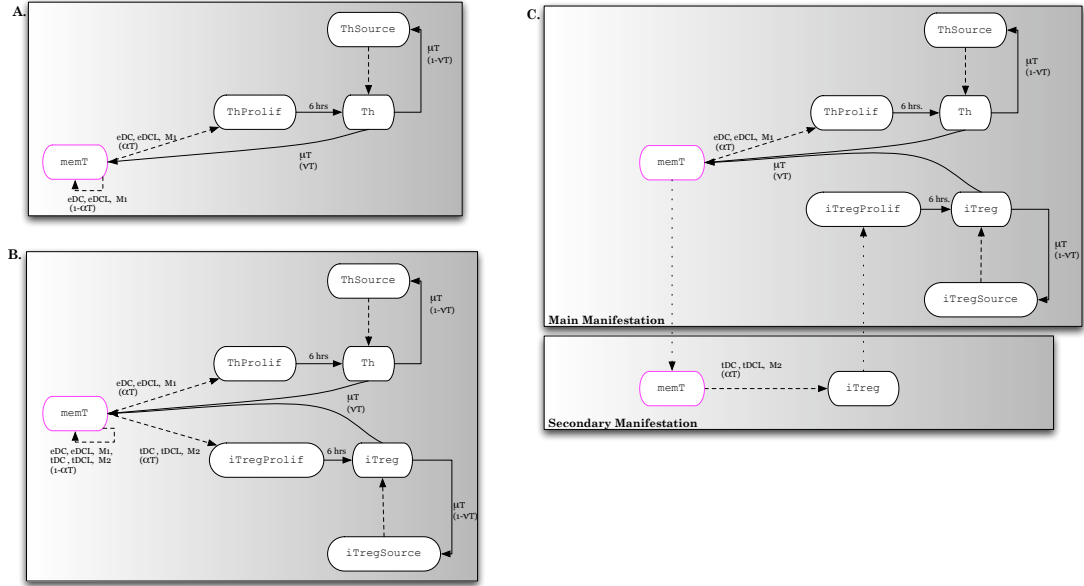 A.
ThSource
µT
(1-νT)
ThProlif
6 hrs
Th
eDC, eDCL, M1
(αT)
µT
(νT)
memT
eDC, eDCL, M1
(1-αT)
B.
ThSource
µT
(1-νT)
ThProlif
6 hrs
Th
eDC, eDCL, M1
(αT)
µT
(νT)
memT
eDC, eDCL, M1,
tDC, tDCL, M2
(1-αT)
tDC, tDCL, M2
(αT)
iTregProlif
6 hrs
iTreg
µT
(1-νT)
iTregSource
C.
ThSource
µT
(1-νT)
ThProlif
6 hrs.
Th
eDC, eDCL, M1
(αT)
µT
(νT)
memT
iTregProlif
6 hrs.
iTreg
µT
(1-νT)
iTregSource
Main Manifestation
tDC, tDCL, M2
(αT)
memT
iTreg
Secondary Manifestation